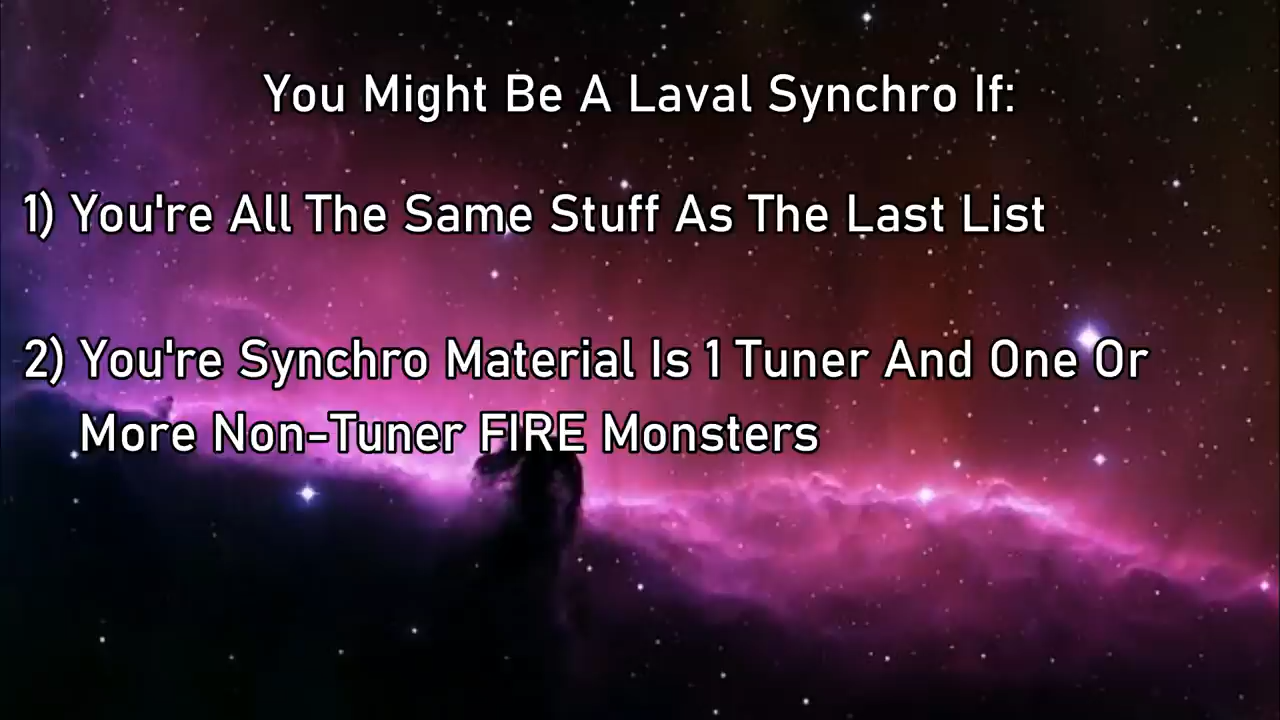 You Might Be A Laval Synchro If:
1) You're All The Same Stuff As The Last List
2) You're Synchro Material Is 1 Tuner And One Or
More Non-Tuner FIRE Monsters